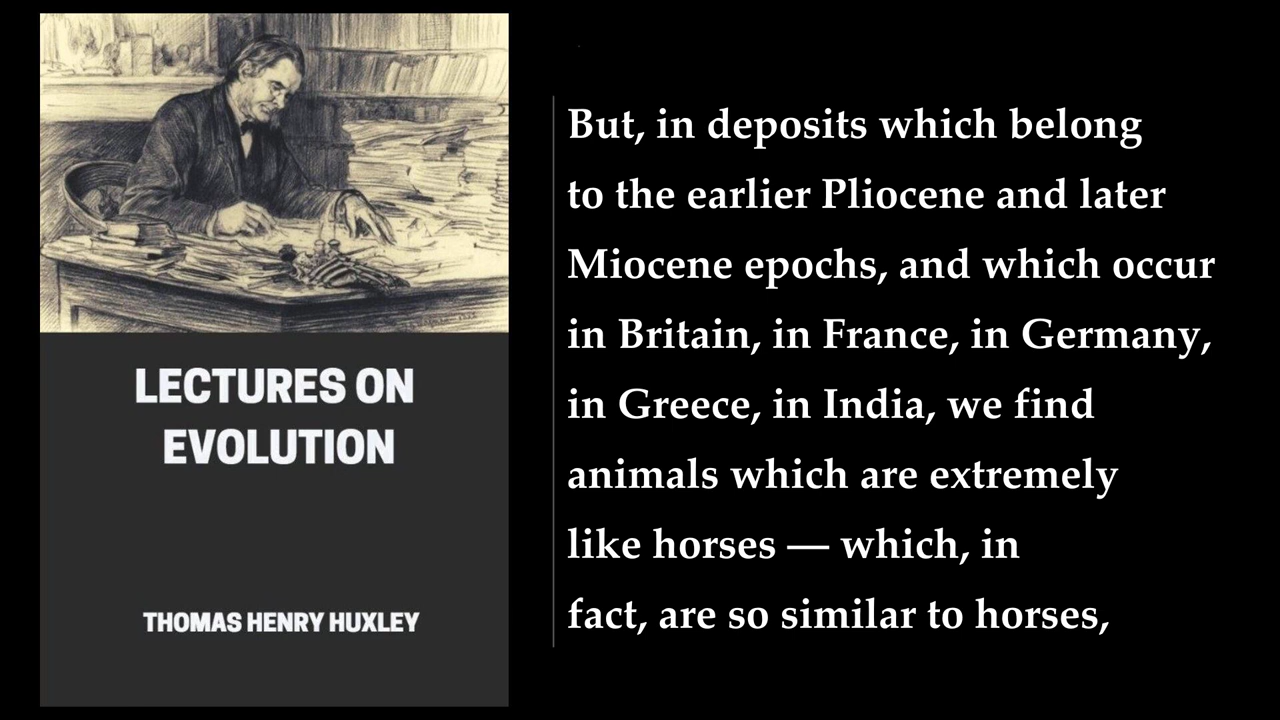 LECTURES ON
EVOLUTION
THOMAS HENRY HUXLEY
But, in deposits which belong
to the earlier Pliocene and later
Miocene epochs, and which occur
in Britain, in France, in Germany,
in Greece, in India, we find
animals which are extremely
like horses — which, in
fact, are so similar to horses,